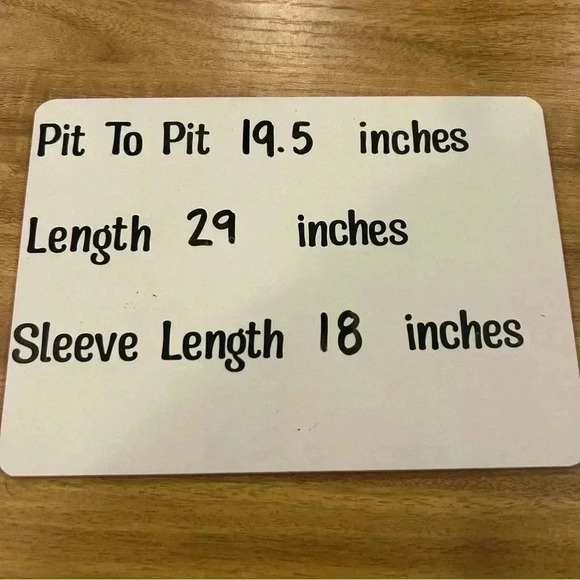 Pit To Pit 19.5 inches
Length 29 inches
Sleeve Length 18 inches